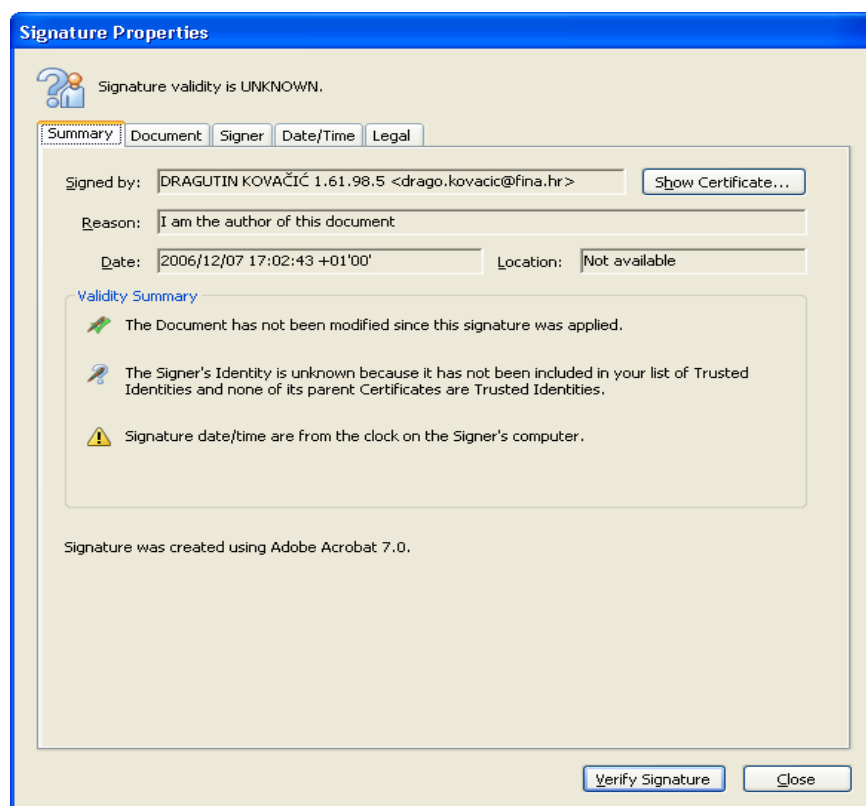 Signature Properties
Signature validity is UNKNOWN.
Summary Document Signer Date/Time Legal
Signed by: DRAGUTIN KOVAČIĆ 1.61.98.5 <drago.kovacic@fina.hr> Show Certificate...
Reason: I am the author of this document
Date: 2006/12/07 17:02:43 +01'00' Location: Not available
Validity Summary
The Document has not been modified since this signature was applied.
The Signer's Identity is unknown because it has not been included in your list of Trusted
Identities and none of its parent Certificates are Trusted Identities.
Signature date/time are from the clock on the Signer's computer.
Signature was created using Adobe Acrobat 7.0.
Verify Signature Close